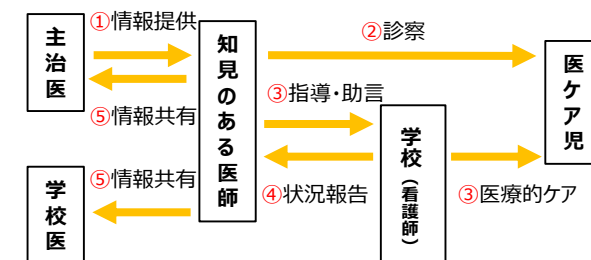 主治医
①情報提供
知見のある医師
②診察
医ケア児
⑤情報共有
③指導・助言
学校（看護師）
学校医
⑤情報共有
④状況報告
③医療的ケア